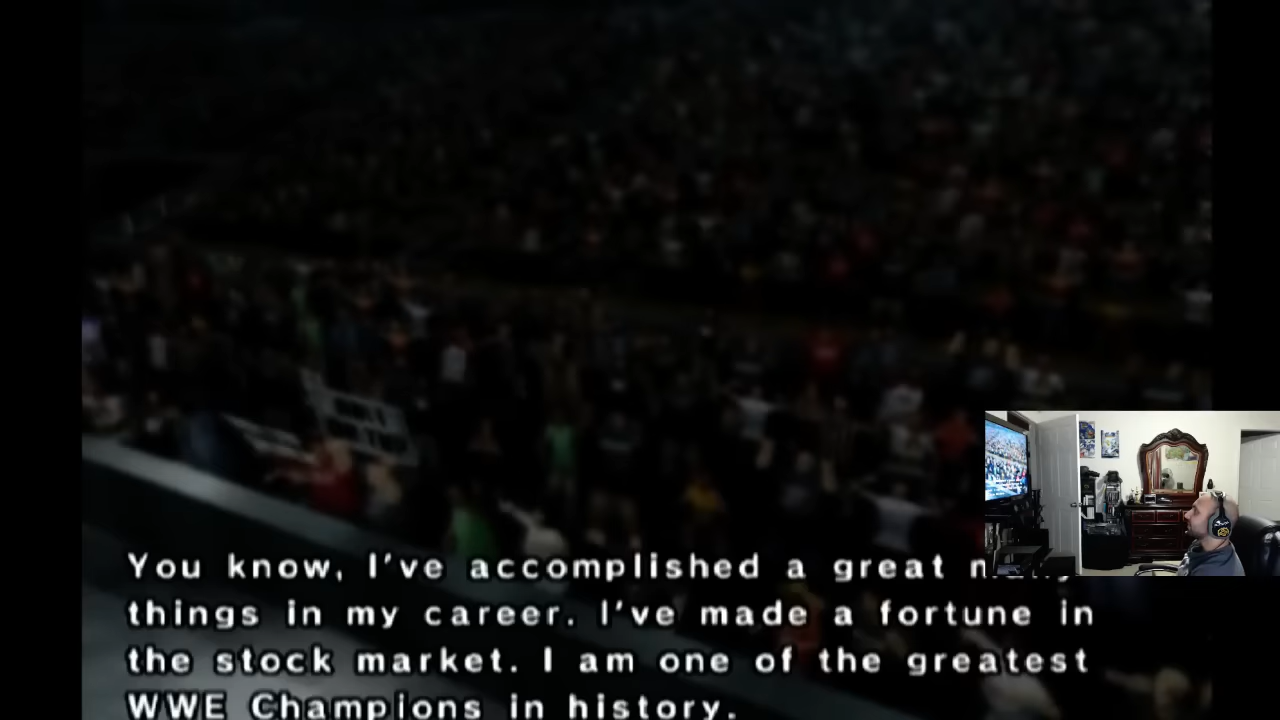 You know, I've accomplished a great
things in my career. I've made a fortune in
the stock market. I am one of the greatest
WWE Champions in history.